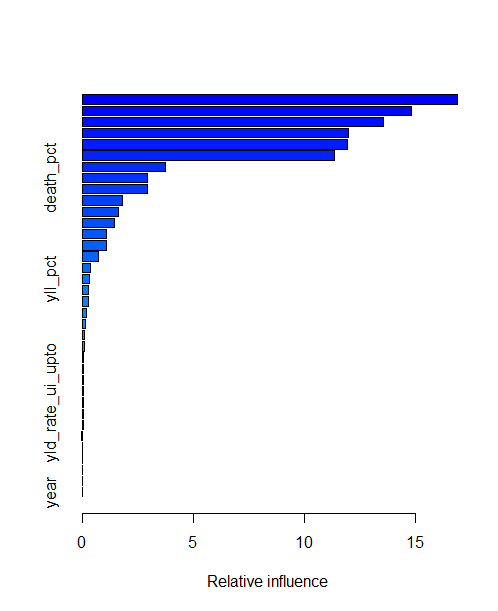 death_pct
yll_pct
yld_rate_ui_upto
year
0 5 10 15
Relative influence